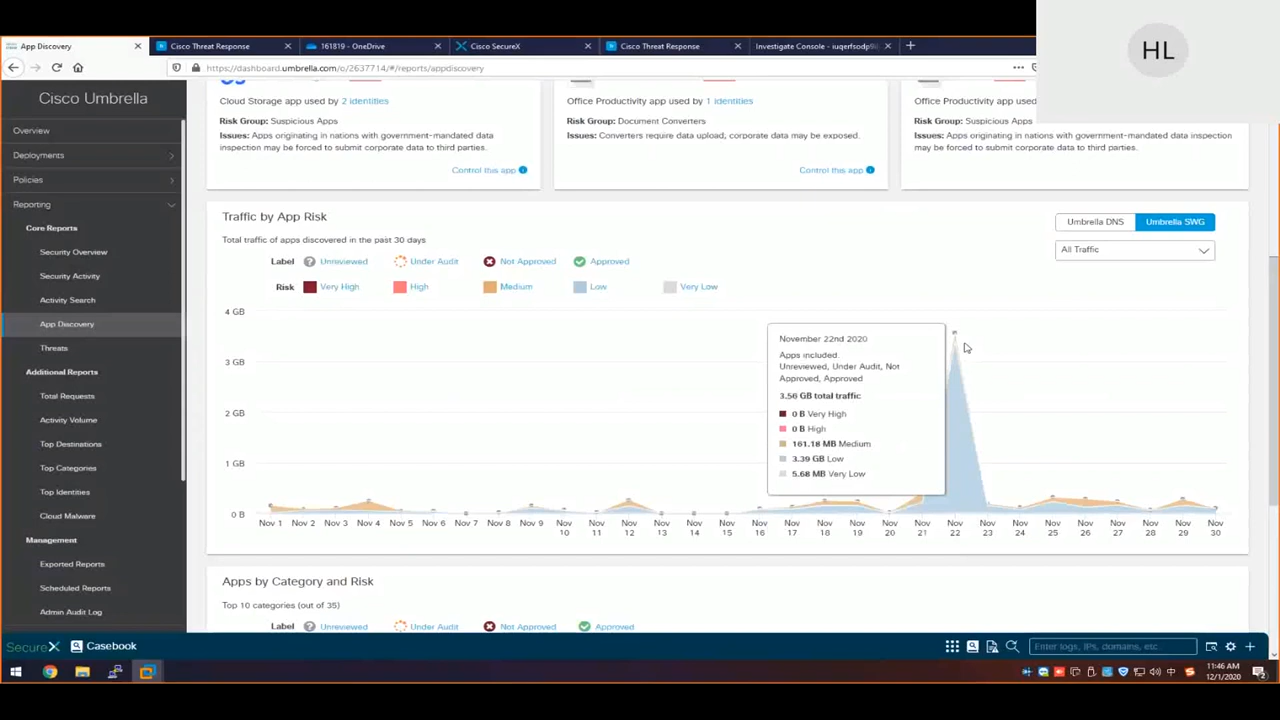 App Discovery
Cisco Threat Response
161819 - OneDrive
Cisco SecureX
Cisco Threat Response
Investigate Console - iuqerfsodp9i
HL
https://dashboard.umbrella.com/o/2637714/#/reports/appdiscovery
Cisco Umbrella
Overview
Deployments
Policies
Reporting
Core Reports
Security Overview
Security Activity
Activity Search
App Discovery
Threats
Additional Reports
Total Requests
Activity Volume
Top Destinations
Top Categories
Top Identities
Cloud Malware
Management
Exported Reports
Scheduled Reports
Admin Audit Log
Cloud Storage app used by 2 identities
Risk Group: Suspicious Apps
Issues: Apps originating in nations with government-mandated data
inspection may be forced to submit corporate data to third parties.
Control this app
Office Productivity app used by 1 identities
Risk Group: Document Converters
Issues: Converters require data upload, corporate data may be exposed.
Control this app
Office Productivity app used by
Risk Group: Suspicious Apps
Issues: Apps originating in nations with government-mandated data inspection
may be forced to submit corporate data to third parties.
Traffic by App Risk
Umbrella DNS
Umbrella SWG
Total traffic of apps discovered in the past 30 days
All Traffic
Label Unreviewed Under Audit Not Approved Approved
Risk Very High High Medium Low Very Low
4 GB
3 GB
2 GB
1 GB
0 B
November 22nd 2020
Apps included:
Unreviewed, Under Audit, Not
Approved, Approved
3.56 GB total traffic
0 B Very High
0 B High
161.18 MB Medium
3.39 GB Low
5.68 MB Very Low
Nov 1 Nov 2 Nov 3 Nov 4 Nov 5 Nov 6 Nov 7 Nov 8 Nov 9 Nov 10 Nov 11 Nov 12 Nov 13 Nov 14 Nov 15 Nov 16 Nov 17 Nov 18 Nov 19 Nov 20 Nov 21 Nov 22 Nov 23 Nov 24 Nov 25 Nov 26 Nov 27 Nov 28 Nov 29 Nov 30
Apps by Category and Risk
Top 10 categories (out of 35)
Label Unreviewed Under Audit Not Approved Approved
SecureX Casebook
Enter logs, IPs, domains, etc
中
11:46 AM
12/1/2020
2